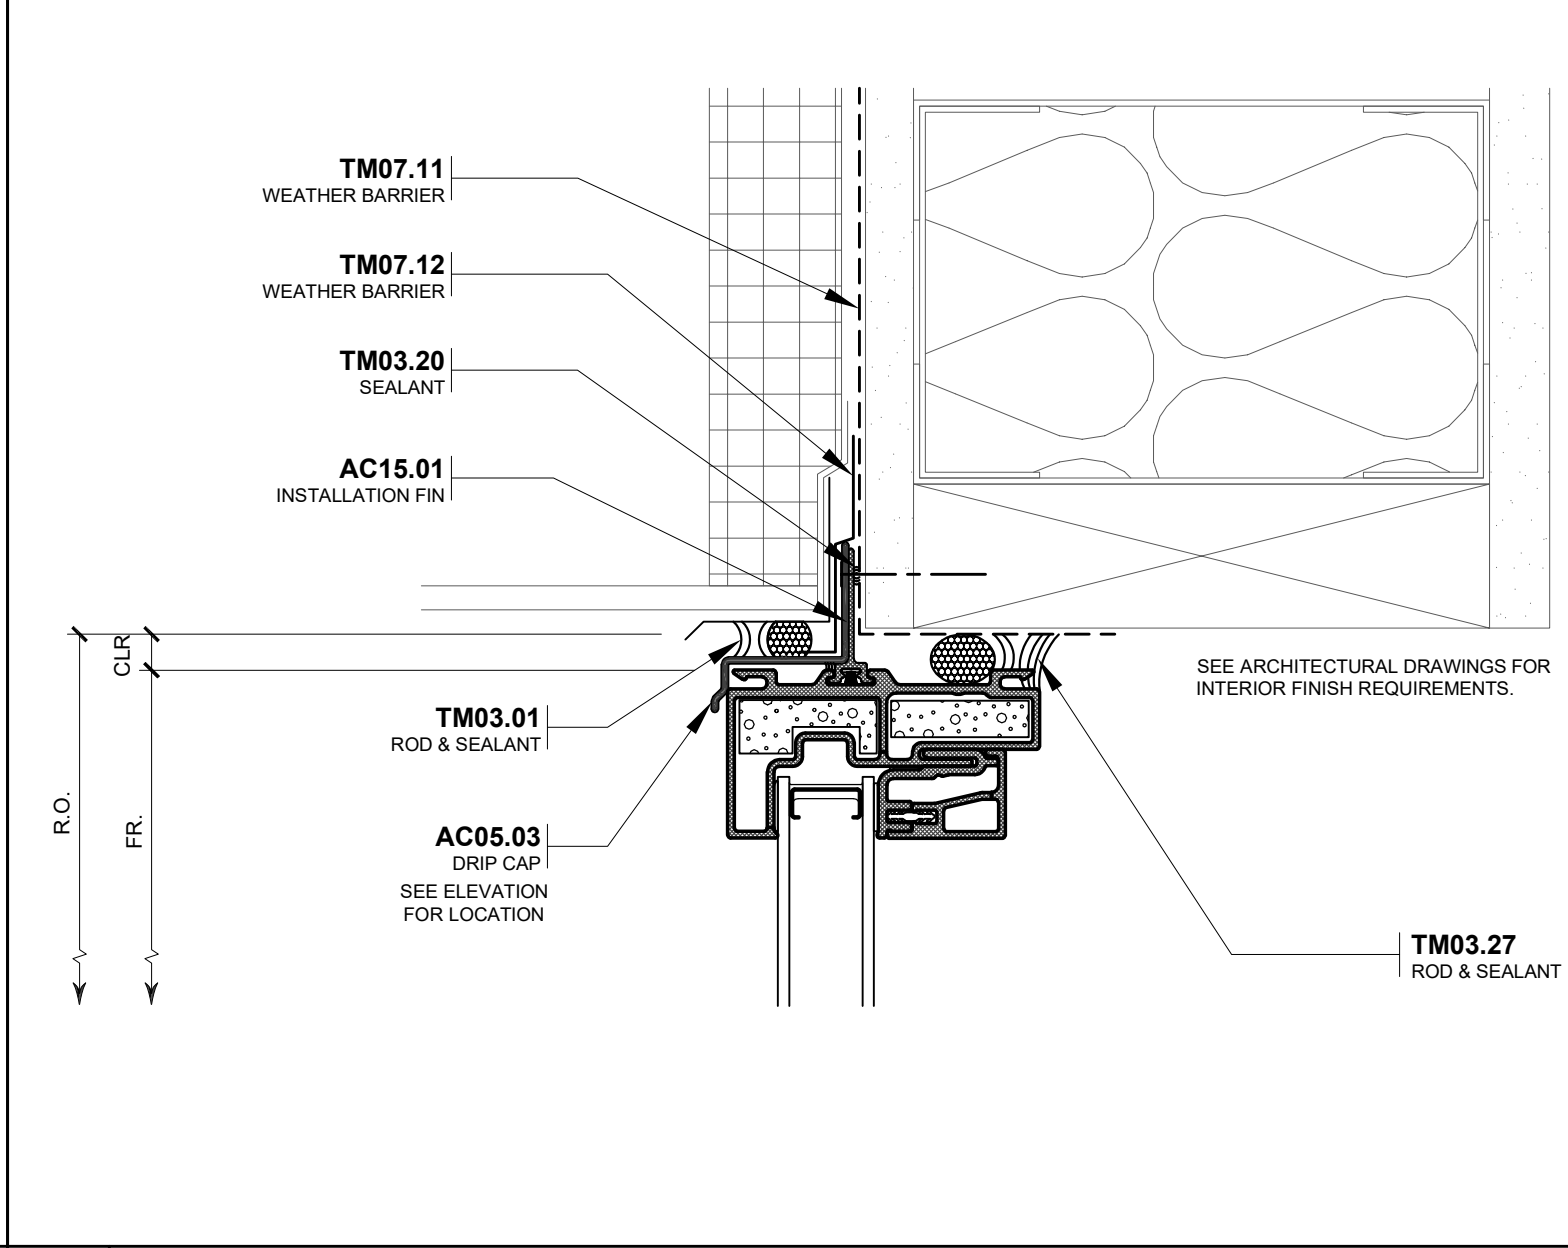 TM07.11
WEATHER BARRIER
TM07.12
WEATHER BARRIER
TM03.20
SEALANT
AC15.01
INSTALLATION FIN
CLR
SEE ARCHITECTURAL DRAWINGS FOR
INTERIOR FINISH REQUIREMENTS.
TM03.01
ROD & SEALANT
R.O.
FR.
AC05.03
DRIP CAP
SEE ELEVATION
FOR LOCATION
TM03.27
ROD & SEALANT